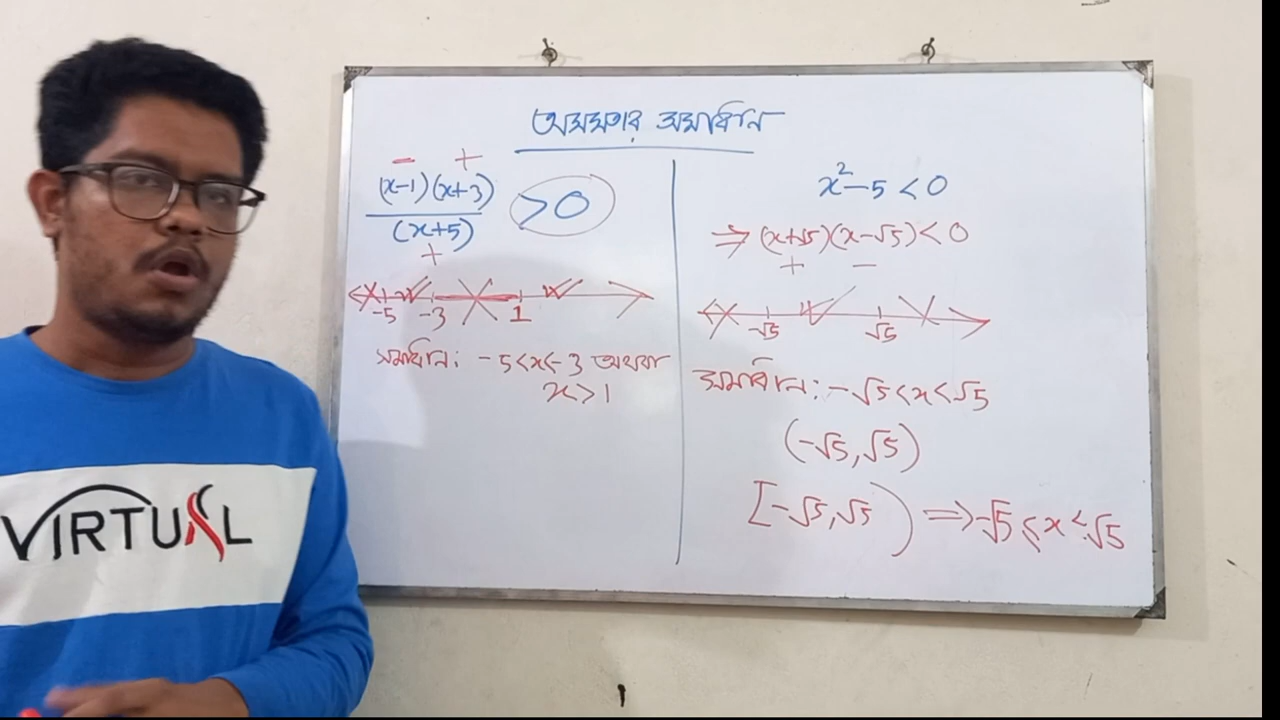 অসমতার সমাধান
- +
(x-1)(x+3)
(x+5)
>0
+
-5 -3 1
সমাধান: -5<x<-3 অথবা
x>1
x²-5<0
⇒ (x+√5)(x-√5)<0
+ -
-√5 √5
সমাধান: -√5<x<√5
(-√5,√5)
[-√5,√5) ⇒ -√5≤x<√5
VIRTUAL